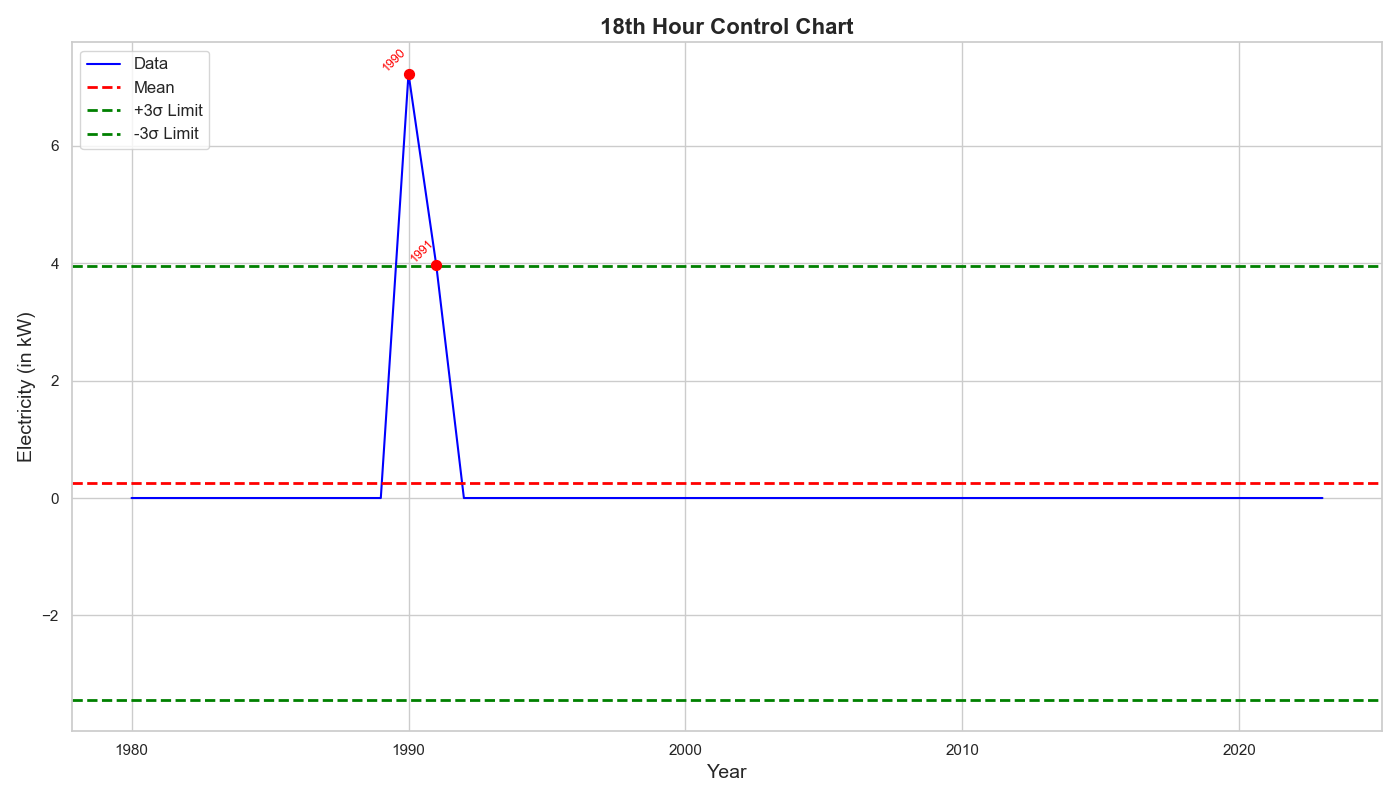 18th Hour Control Chart
Data
Mean
+3σ Limit
-3σ Limit
1990
1991
Electricity (in kW)
6
4
2
0
−2
1980
1990
2000
2010
2020
Year